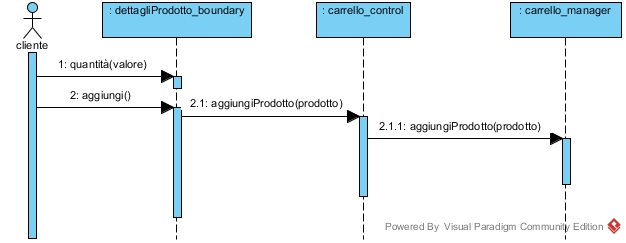 : dettagliProdotto_boundary
: carrello_control
: carrello_manager
cliente
1: quantità(valore)
2: aggiungi()
2.1: aggiungiProdotto(prodotto)
2.1.1: aggiungiProdotto(prodotto)
Powered By Visual Paradigm Community Edition